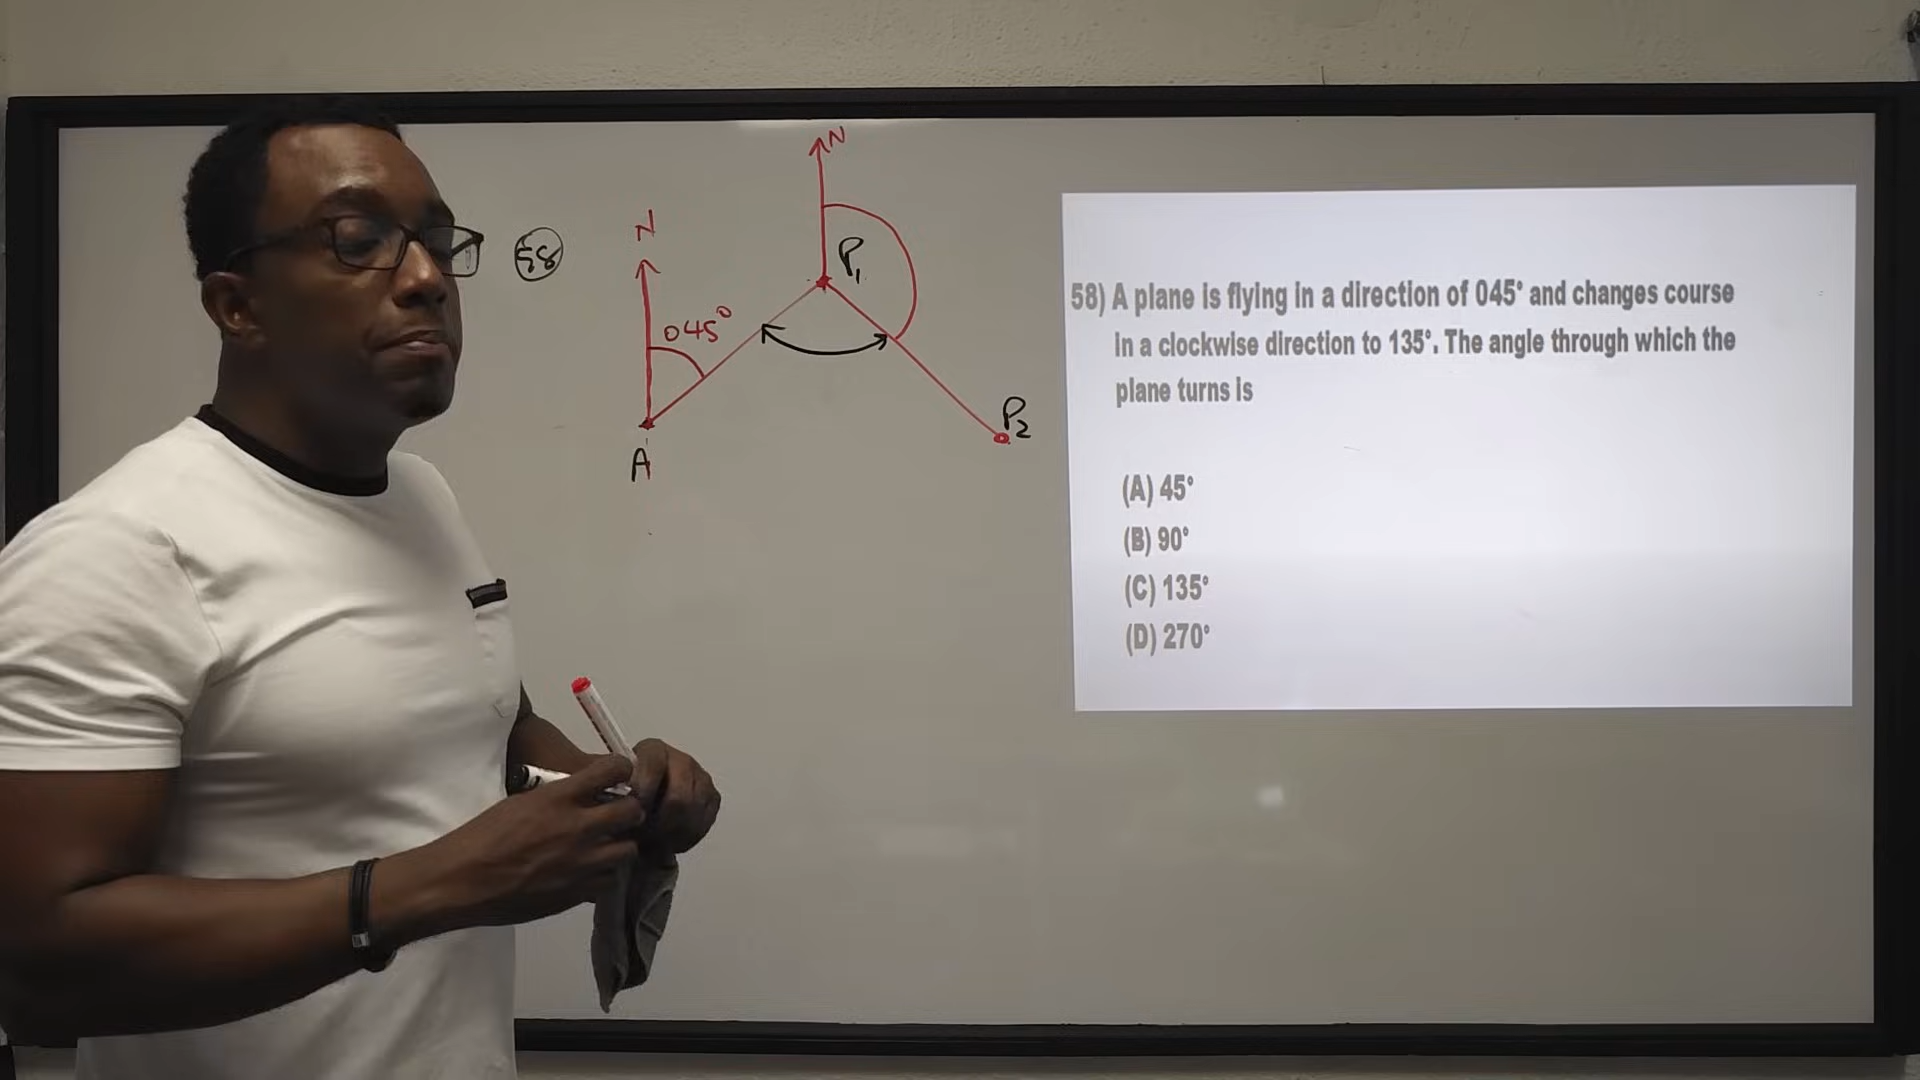 58
N
045°
A
N
P₁
P₂
58) A plane is flying in a direction of 045° and changes course
in a clockwise direction to 135°. The angle through which the
plane turns is
(A) 45°
(B) 90°
(C) 135°
(D) 270°